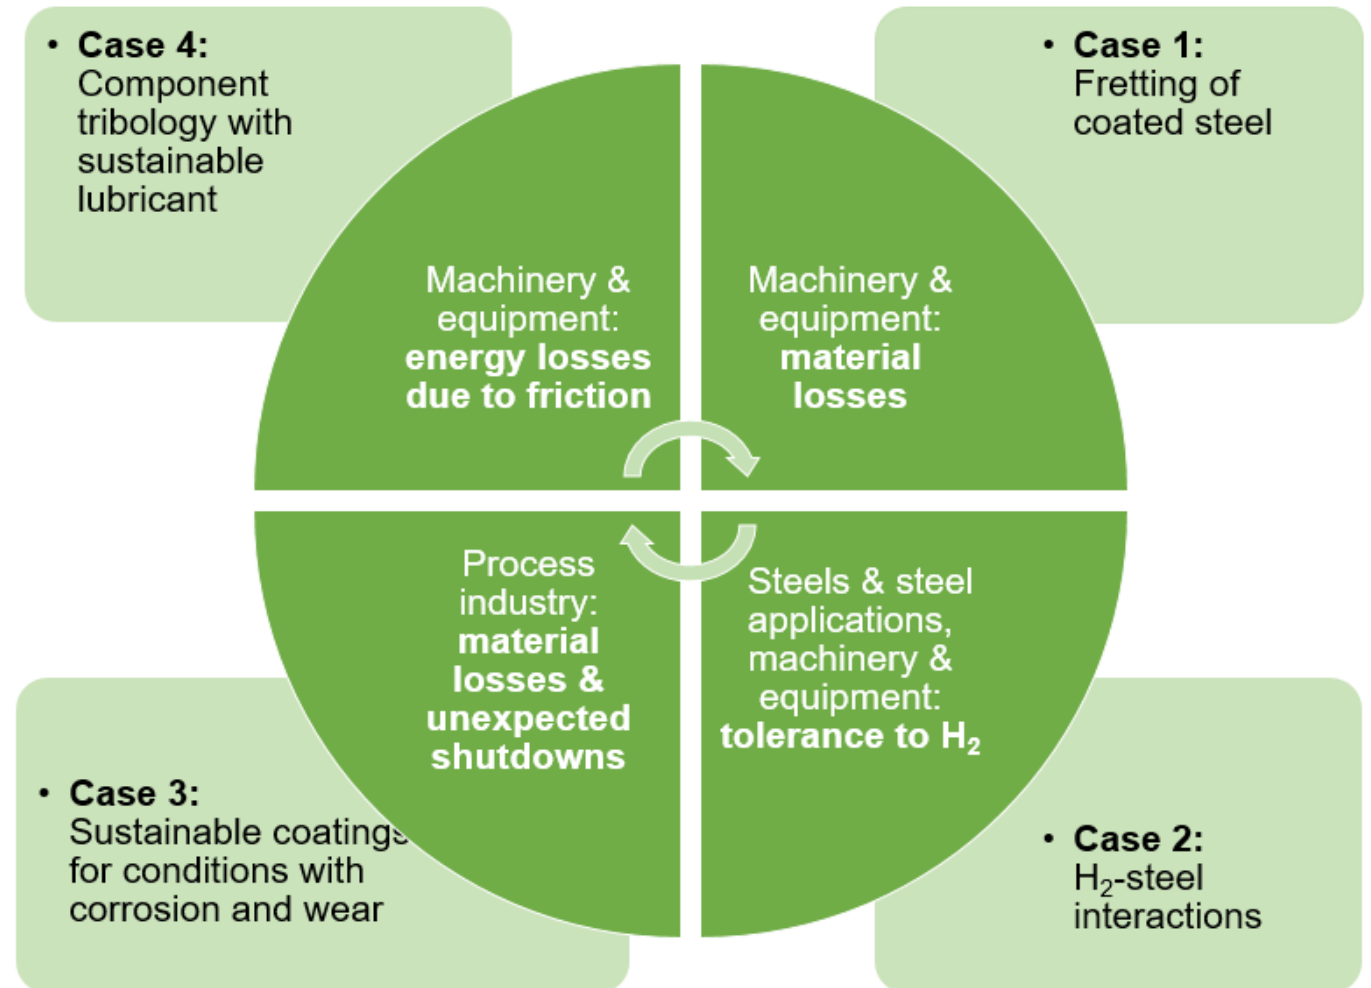 • Case 4:
Component
tribology with
sustainable
lubricant
• Case 1:
Fretting of
coated steel
Machinery &
equipment:
energy losses
due to friction
Machinery &
equipment:
material
losses
Process
industry:
material
losses &
unexpected
shutdowns
Steels & steel
applications,
machinery &
equipment:
tolerance to H₂
• Case 3:
Sustainable coatings
for conditions with
corrosion and wear
• Case 2:
H₂-steel
interactions